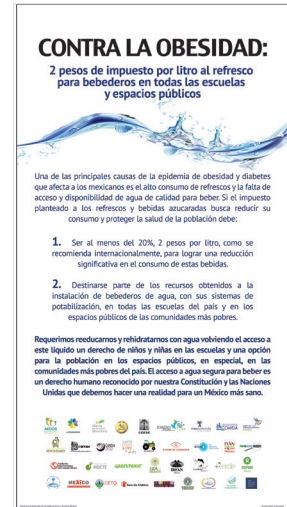 CONTRA LA OBESIDAD:
2 pesos de impuesto por litro al refresco
para bebederos en todas las escuelas
y espacios públicos
Una de las principales causas de la epidemia de obesidad y diabetes
que afecta a los mexicanos es el alto consumo de refrescos y la falta de
acceso y disponibilidad de agua de calidad para beber. Si el impuesto
planteado a los refrescos y bebidas azucaradas busca reducir su
consumo y proteger la salud de la población debe:
1. Ser al menos del 20%, 2 pesos por litro, como se
recomienda internacionalmente, para lograr una reducción
significativa en el consumo de estas bebidas.
2. Destinarse parte de los recursos obtenidos a la
instalación de bebederos de agua, con sus sistemas de
potabilización, en todas las escuelas del país y en los
espacios públicos de las comunidades más pobres.
Requerimos reeducarnos y rehidratarnos con agua volviendo el acceso a
este líquido un derecho de niños y niñas en las escuelas y una opción
para la población en los espacios públicos, en especial, en las
comunidades más pobres del país. El acceso a agua segura para beber es
un derecho humano reconocido por nuestra Constitución y las Naciones
Unidas que debemos hacer una realidad para un México más sano.
GREENPEACE
MÉXICO
OXFAM